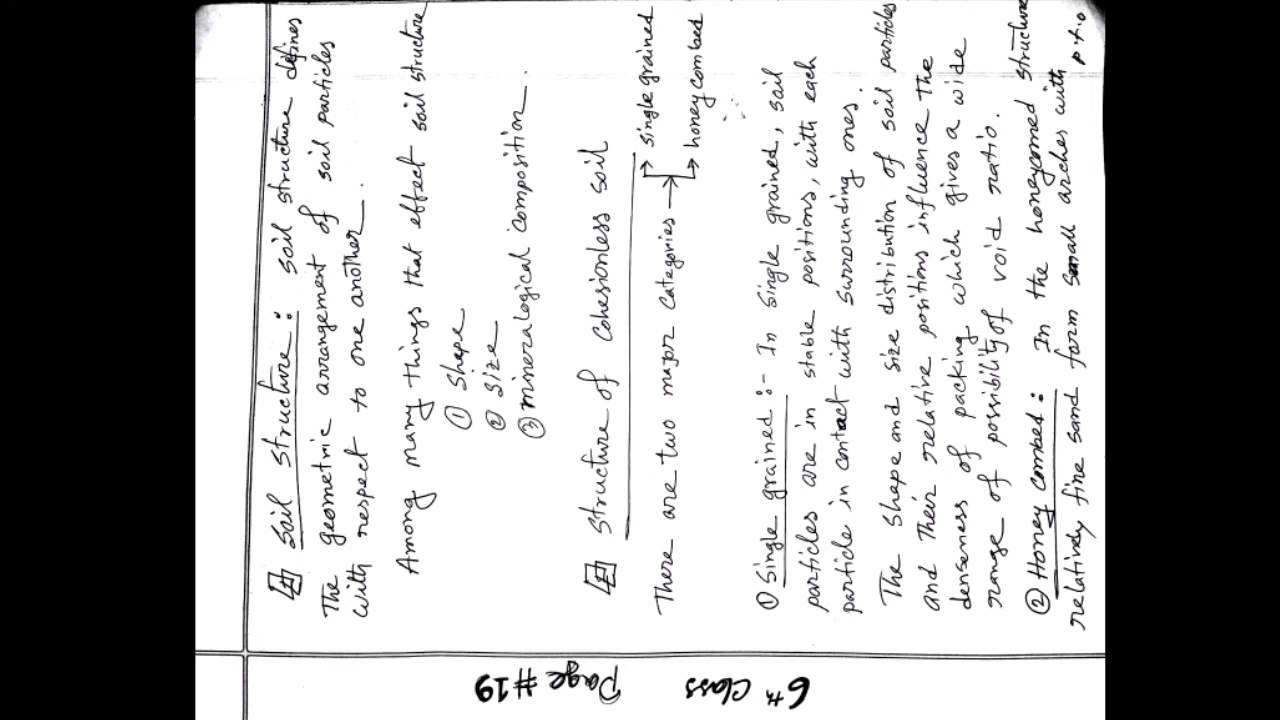 6th Class Page #19
Soil structure: Soil structure defines
The geometric arrangement of soil particles
with respect to one another.
Among many things that effect soil structure
① Shape
② Size
③ mineralogical composition.
Structure of Cohesionless soil
There are two major categories → single grained
→ honey combed
① Single grained :- In Single grained, soil
particles are in stable positions, with each
particle in contact with surrounding ones.
The Shape and size distribution of soil particles
and Their relative positions influence The
denseness of packing which gives a wide
range of possibility of void ratio.
② Honey combed: In the honeycomed structure
relatively fine sand form small arches with
P.t.o